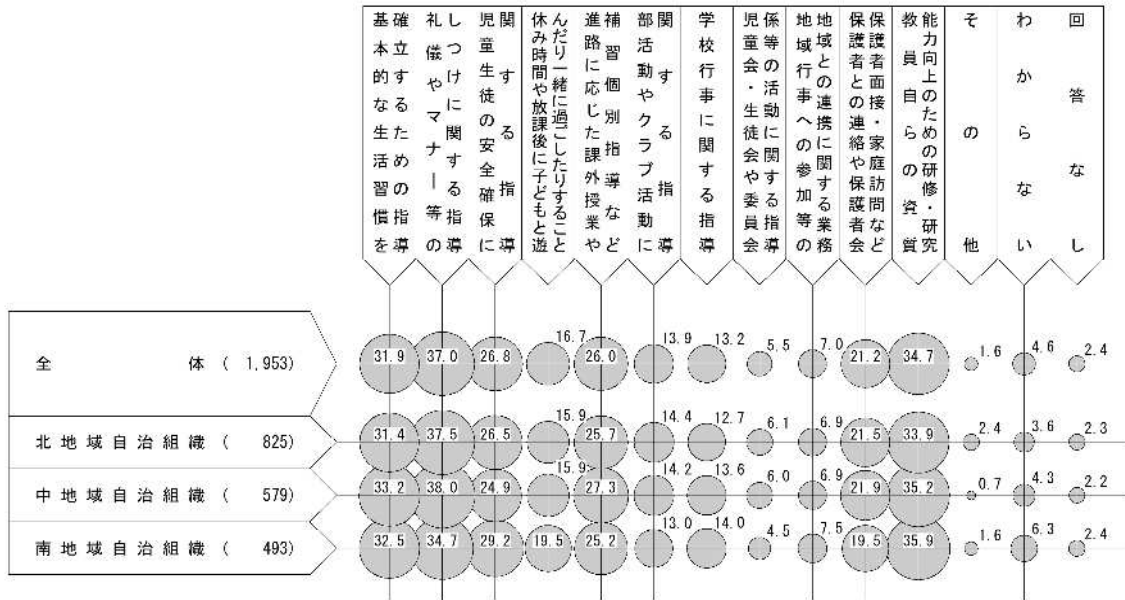 基本的な生活習慣を
確立するための指導
礼儀やマナー等の
しつけに関する指導
児童生徒の安全確保に
関する指導
休み時間や放課後に子どもと遊
んだり一緒に過ごしたりすること
進路に応じた課外授業や
補習個別指導など
部活動やクラブ活動に
関する指導
学校行事に関する指導
児童会・生徒会や委員会
係等の活動に関する指導
地域行事への参加等の
地域との連携に関する業務
保護者との連絡や保護者会
保護者面接・家庭訪問など
教員自らの資質
能力向上のための研修・研究
その他
わからない
回答なし
全体 ( 1,953) 31.9 37.0 26.8 16.7 26.0 13.9 13.2 5.5 7.0 21.2 34.7 1.6 4.6 2.4
北地域自治組織 ( 825) 31.4 37.5 26.5 15.9 25.7 14.4 12.7 6.1 6.9 21.5 33.9 2.4 3.6 2.3
中地域自治組織 ( 579) 33.2 38.0 24.9 15.9 27.3 14.2 13.6 6.0 6.9 21.9 35.2 0.7 4.3 2.2
南地域自治組織 ( 493) 32.5 34.7 29.2 19.5 25.2 13.0 14.0 4.5 7.5 19.5 35.9 1.6 6.3 2.4